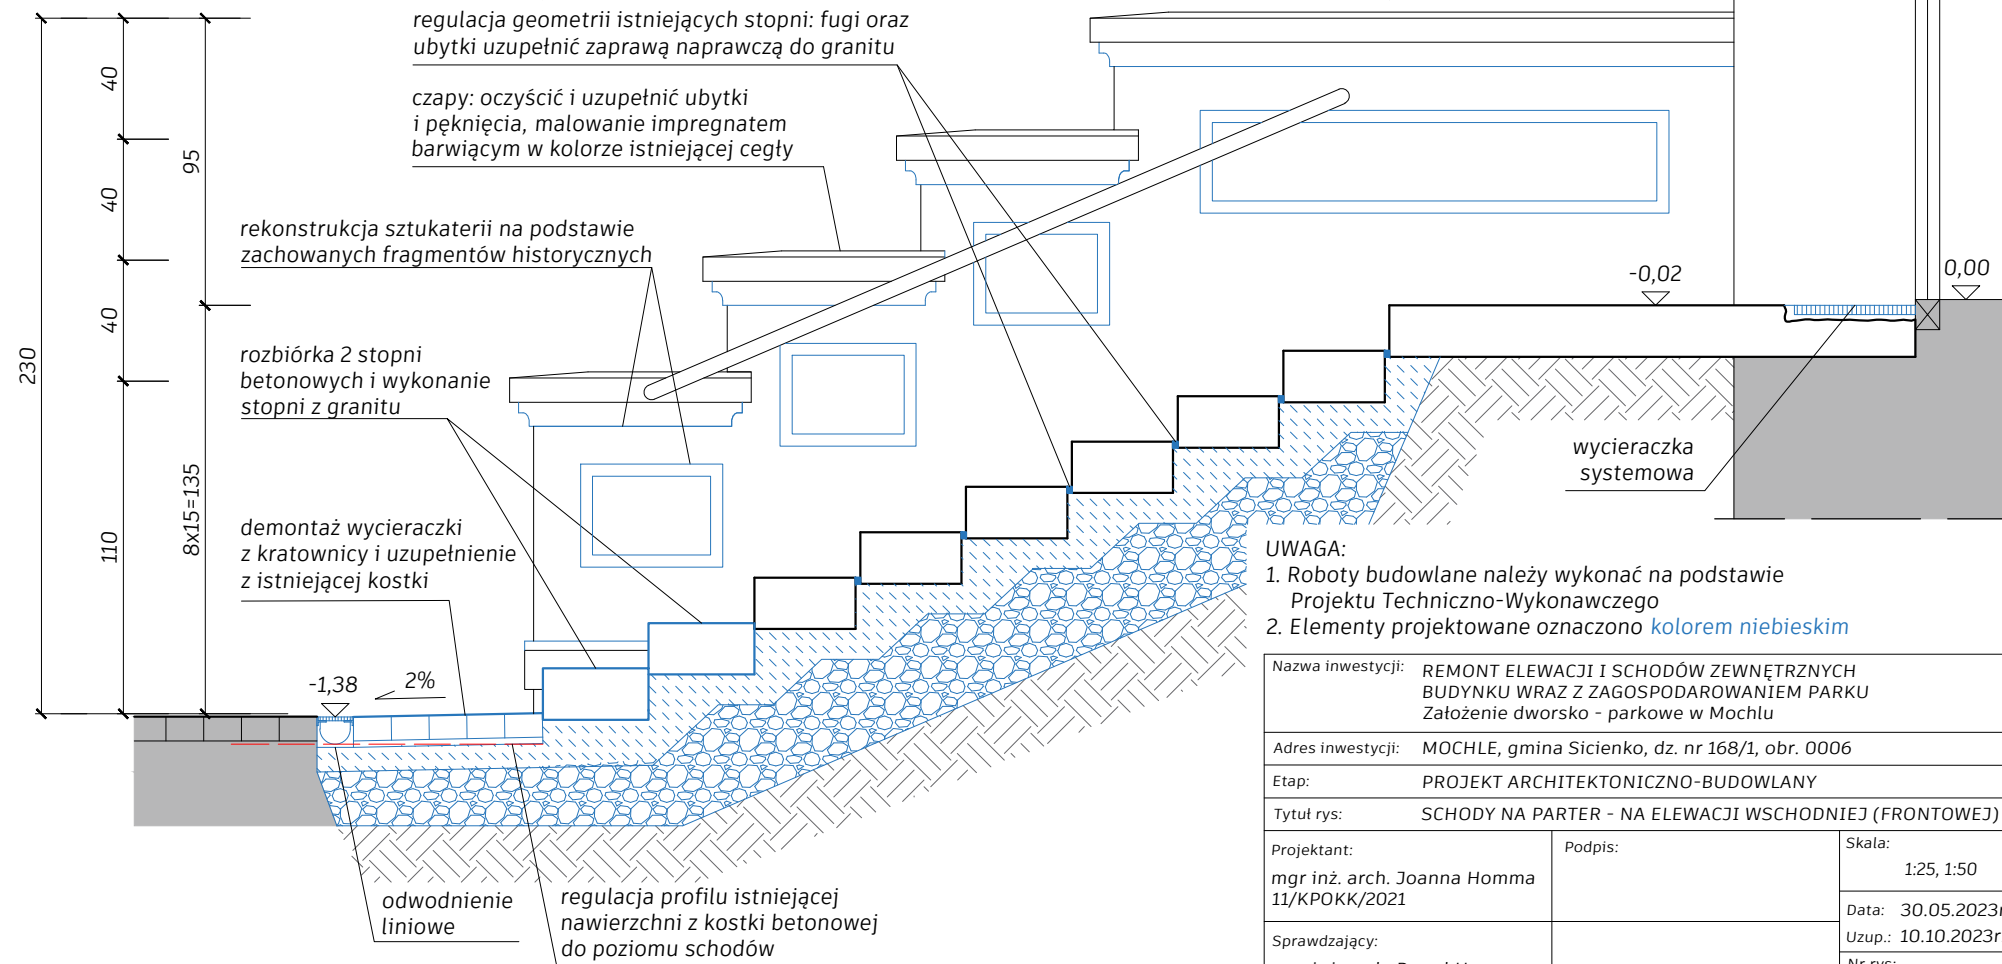 regulacja geometrii istniejących stopni: fugi oraz
ubytki uzupełnić zaprawą naprawczą do granitu
czapy: oczyścić i uzupełnić ubytki
i pęknięcia, malowanie impregnatem
barwiącym w kolorze istniejącej cegły
rekonstrukcja sztukaterii na podstawie
zachowanych fragmentów historycznych
rozbiórka 2 stopni
betonowych i wykonanie
stopni z granitu
demontaż wycieraczki
z kratownicy i uzupełnienie
z istniejącej kostki
230
40
40
40
110
95
8x15=135
-1,38
2%
-0,02
0,00
wycieraczka
systemowa
odwodnienie
liniowe
regulacja profilu istniejącej
nawierzchni z kostki betonowej
do poziomu schodów
UWAGA:
1. Roboty budowlane należy wykonać na podstawie
Projektu Techniczno-Wykonawczego
2. Elementy projektowane oznaczono kolorem niebieskim
Nazwa inwestycji: REMONT ELEWACJI I SCHODÓW ZEWNĘTRZNYCH
BUDYNKU WRAZ Z ZAGOSPODAROWANIEM PARKU
Założenie dworsko - parkowe w Mochlu
Adres inwestycji: MOCHLE, gmina Sicienko, dz. nr 168/1, obr. 0006
Etap: PROJEKT ARCHITEKTONICZNO-BUDOWLANY
Tytuł rys: SCHODY NA PARTER - NA ELEWACJI WSCHODNIEJ (FRONTOWEJ)
Projektant:
mgr inż. arch. Joanna Homma
11/KPOKK/2021
Podpis:
Skala:
1:25, 1:50
Data: 30.05.2023r
Uzup.: 10.10.2023r
Sprawdzający:
Nr rys: